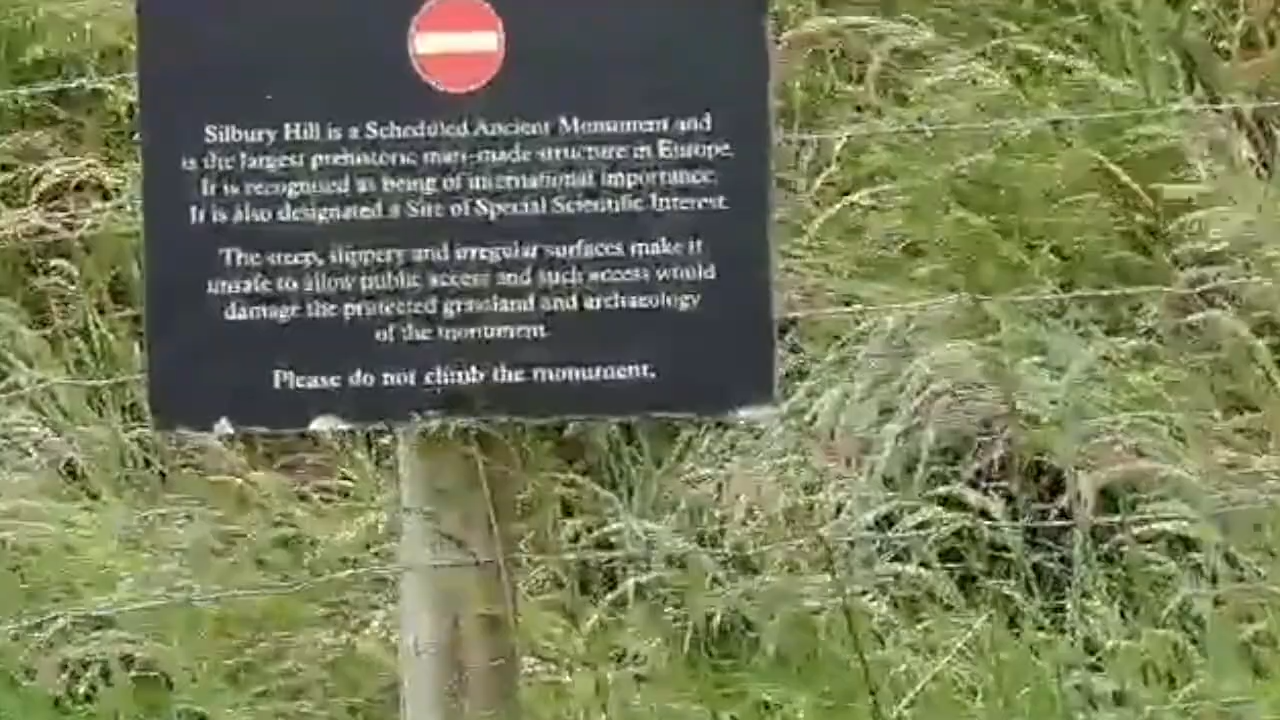 Silbury Hill is a Scheduled Ancient Monument and
is the largest prehistoric man-made structure in Europe.
It is recognised as being of international importance.
It is also designated a Site of Special Scientific Interest.
The steep, slippery and irregular surfaces make it
unsafe to allow public access and such access would
damage the protected grassland and archaeology
of the monument.
Please do not climb the monument.